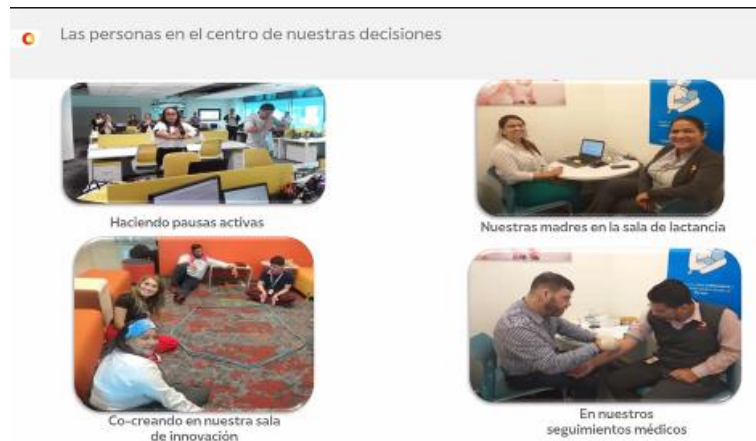 Las personas en el centro de nuestras decisiones
Haciendo pausas activas
Nuestras madres en la sala de lactancia
Co-creando en nuestra sala
de innovación
En nuestros
seguimientos médicos